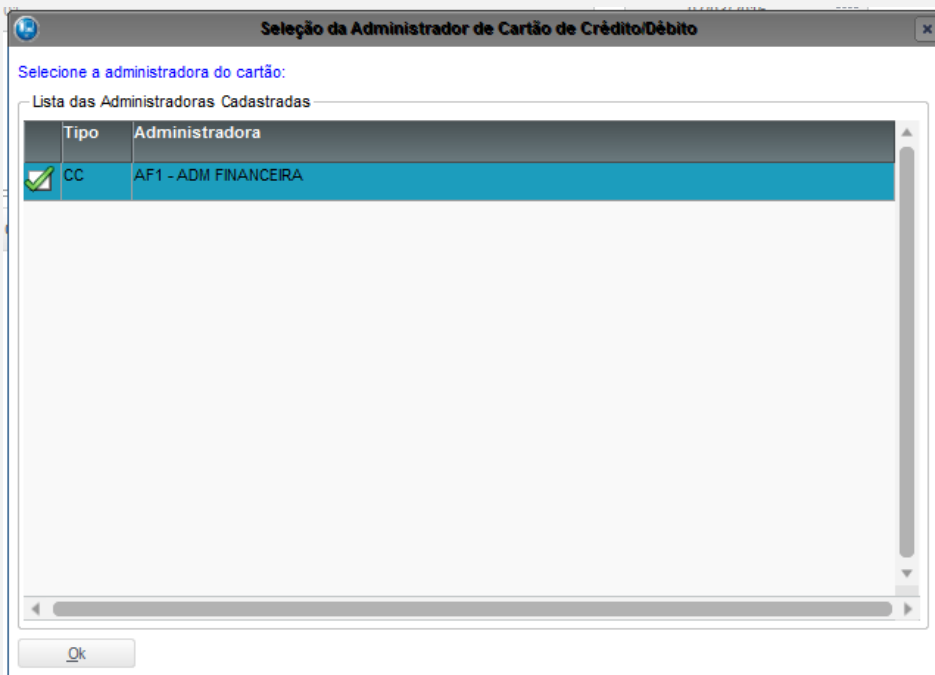 Seleção da Administrador de Cartão de Crédito/Débito
Selecione a administradora do cartão:
Lista das Administradoras Cadastradas
Tipo Administradora
CC AF1 - ADM FINANCEIRA
Ok